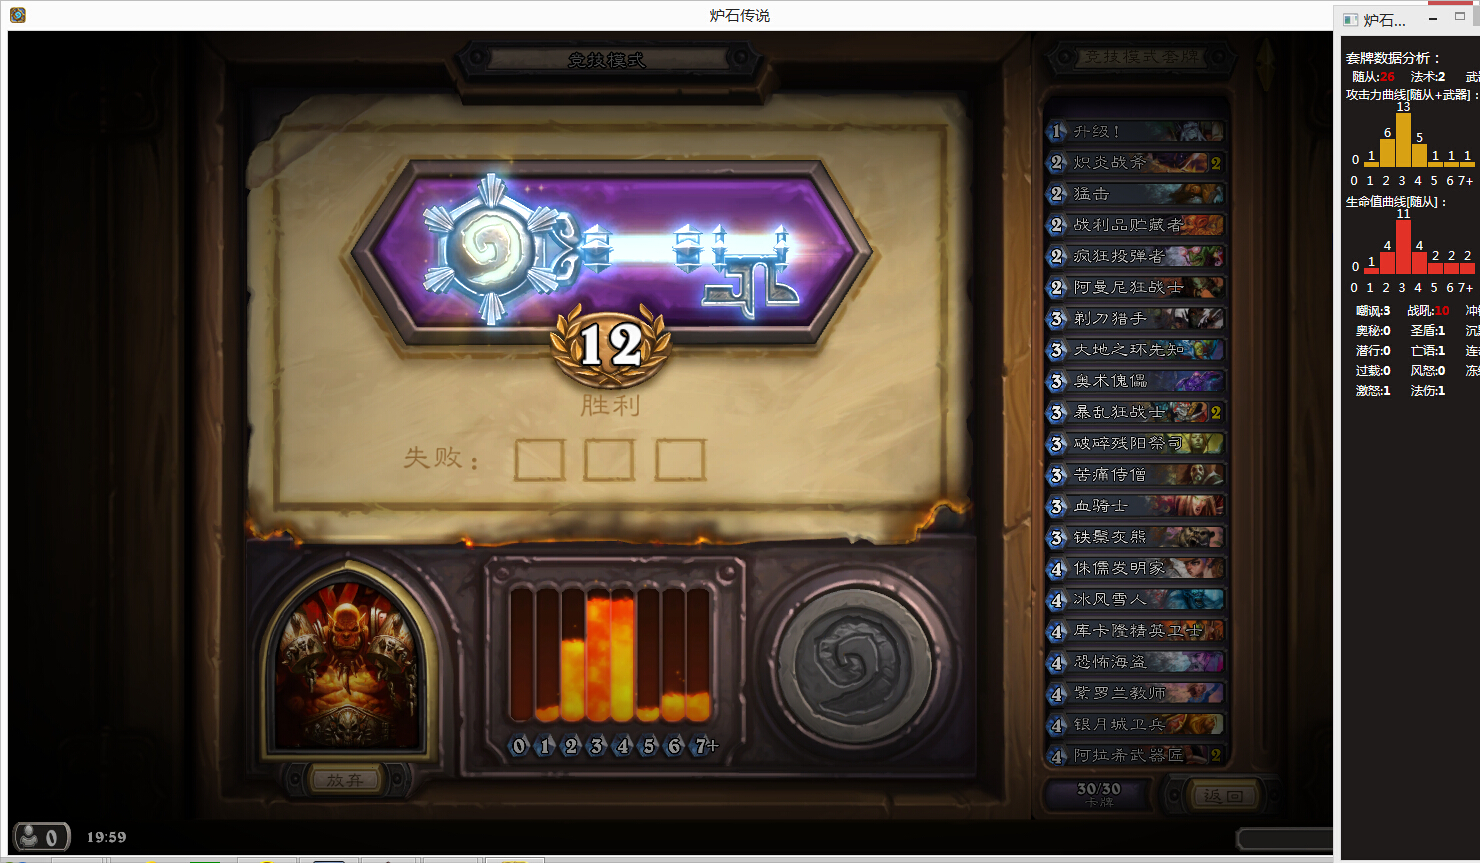 炉石传说
竞技模式
12
胜利
失败：
0 1 2 3 4 5 6 7+
放弃
0
19:59
竞技模式套牌
1 升级！
2 炽炎战斧 2
2 猛击
2 战利品贮藏者
2 疯狂投弹者
2 阿曼尼狂战士
3 剃刀猎手
3 大地之环先知
3 奥术傀儡
3 暴乱狂战士 2
3 破碎残阳祭司
3 苦痛侍僧
3 血骑士
3 铁鬃灰熊
4 侏儒发明家
4 冰风雪人
4 库卡隆精英卫士
4 恐怖海盗
4 紫罗兰教师
4 银月城卫兵
4 阿拉希武器匠 2
30/30
卡牌
返回
炉石...
套牌数据分析：
随从:26 法术:2
攻击力曲线[随从+武器]：
0 1 6 13 5 1 1 1
0 1 2 3 4 5 6 7+
生命值曲线[随从]：
0 1 4 11 4 2 2 2
0 1 2 3 4 5 6 7+
嘲讽:3 战吼:10 冲
奥秘:0 圣盾:1 沉
潜行:0 亡语:1 连
过载:0 风怒:0 冻
激怒:1 法伤:1